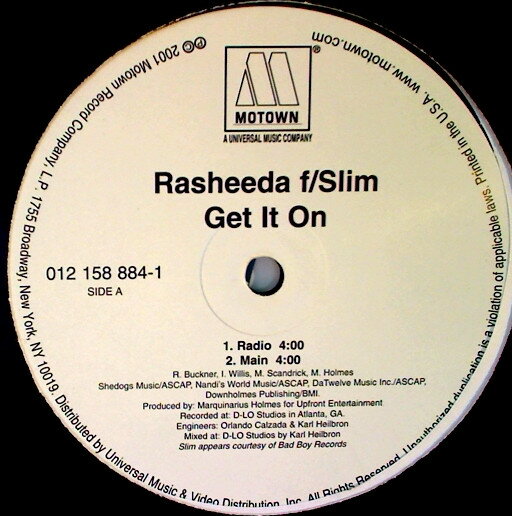 MOTOWN
®
A UNIVERSAL MUSIC COMPANY
Rasheeda f/Slim
Get It On
012 158 884-1
SIDE A
1. Radio 4:00
2. Main 4:00
R. Buckner, I. Willis, M. Scandrick, M. Holmes
Shedogs Music/ASCAP, Nandi's World Music/ASCAP, DaTwelve Music Inc./ASCAP,
Downholmes Publishing/BMI.
Produced by: Marquinarius Holmes for Upfront Entertainment
Recorded at: D-LO Studios in Atlanta, GA.
Engineers: Orlando Calzada & Karl Heilbron
Mixed at: D-LO Studios by Karl Heilbron
Slim appears courtesy of Bad Boy Records
℗ © 2001 Motown Record Company, L.P. 1755 Broadway, New York, NY 10019. Distributed by Universal Music & Video Distribution, Inc. All Rights Reserved. Unauthorized duplication is a violation of applicable laws. Printed in the U.S.A. www.motown.com